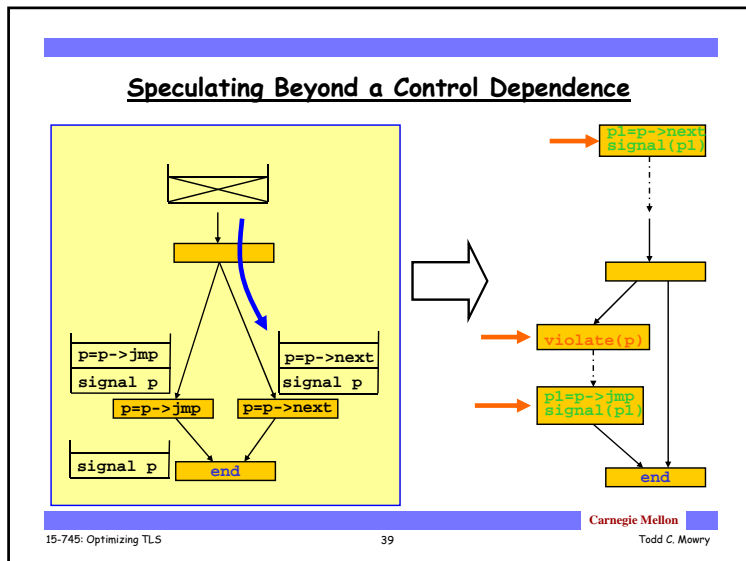 Speculating Beyond a Control Dependence
p=p->jmp
signal p
p=p->next
signal p
p=p->jmp
p=p->next
signal p
end
p1=p->next
signal(p1)
violate(p)
p1=p->jmp
signal(p1)
end
Carnegie Mellon
15-745: Optimizing TLS
39
Todd C. Mowry